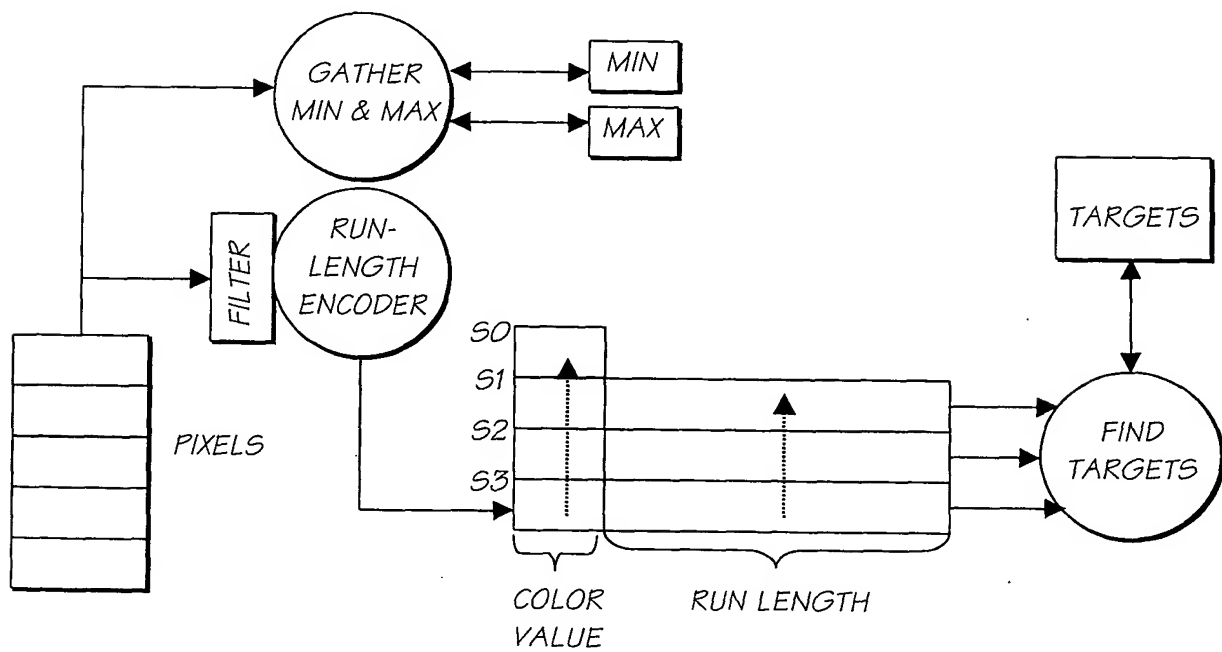 GATHER
MIN & MAX
MIN
MAX
FILTER
RUN-
LENGTH
ENCODER
TARGETS
PIXELS
S0
S1
S2
S3
FIND
TARGETS
COLOR
VALUE
RUN LENGTH